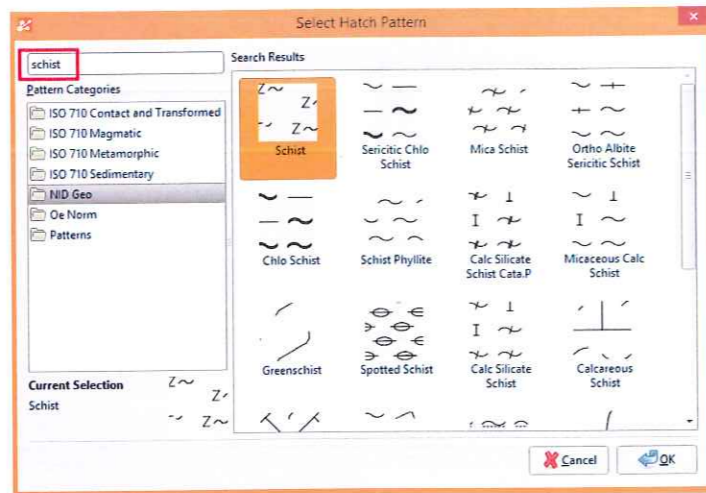 Select Hatch Pattern
schist
Search Results
Pattern Categories
ISO 710 Contact and Transformed
ISO 710 Magmatic
ISO 710 Metamorphic
ISO 710 Sedimentary
NID Geo
Oe Norm
Patterns
Schist
Sericitic Chlo
Schist
Mica Schist
Ortho Albite
Sericitic Schist
Chlo Schist
Schist Phyllite
Calc Silicate
Schist Cata.P
Micaceous Calc
Schist
Greenschist
Spotted Schist
Calc Silicate
Schist
Calcareous
Schist
Current Selection
Schist
Cancel
OK